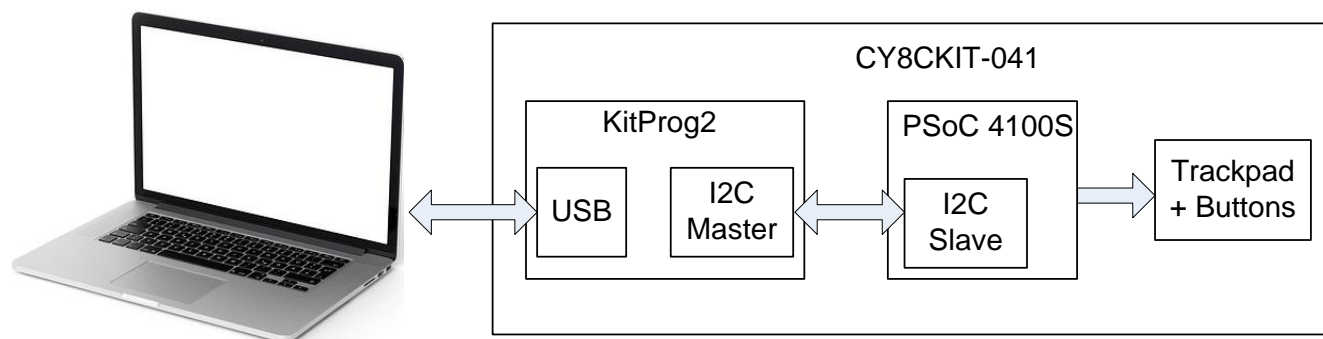 CY8CKIT-041
KitProg2
PSoC 4100S
USB
I2C
Master
I2C
Slave
Trackpad
+ Buttons